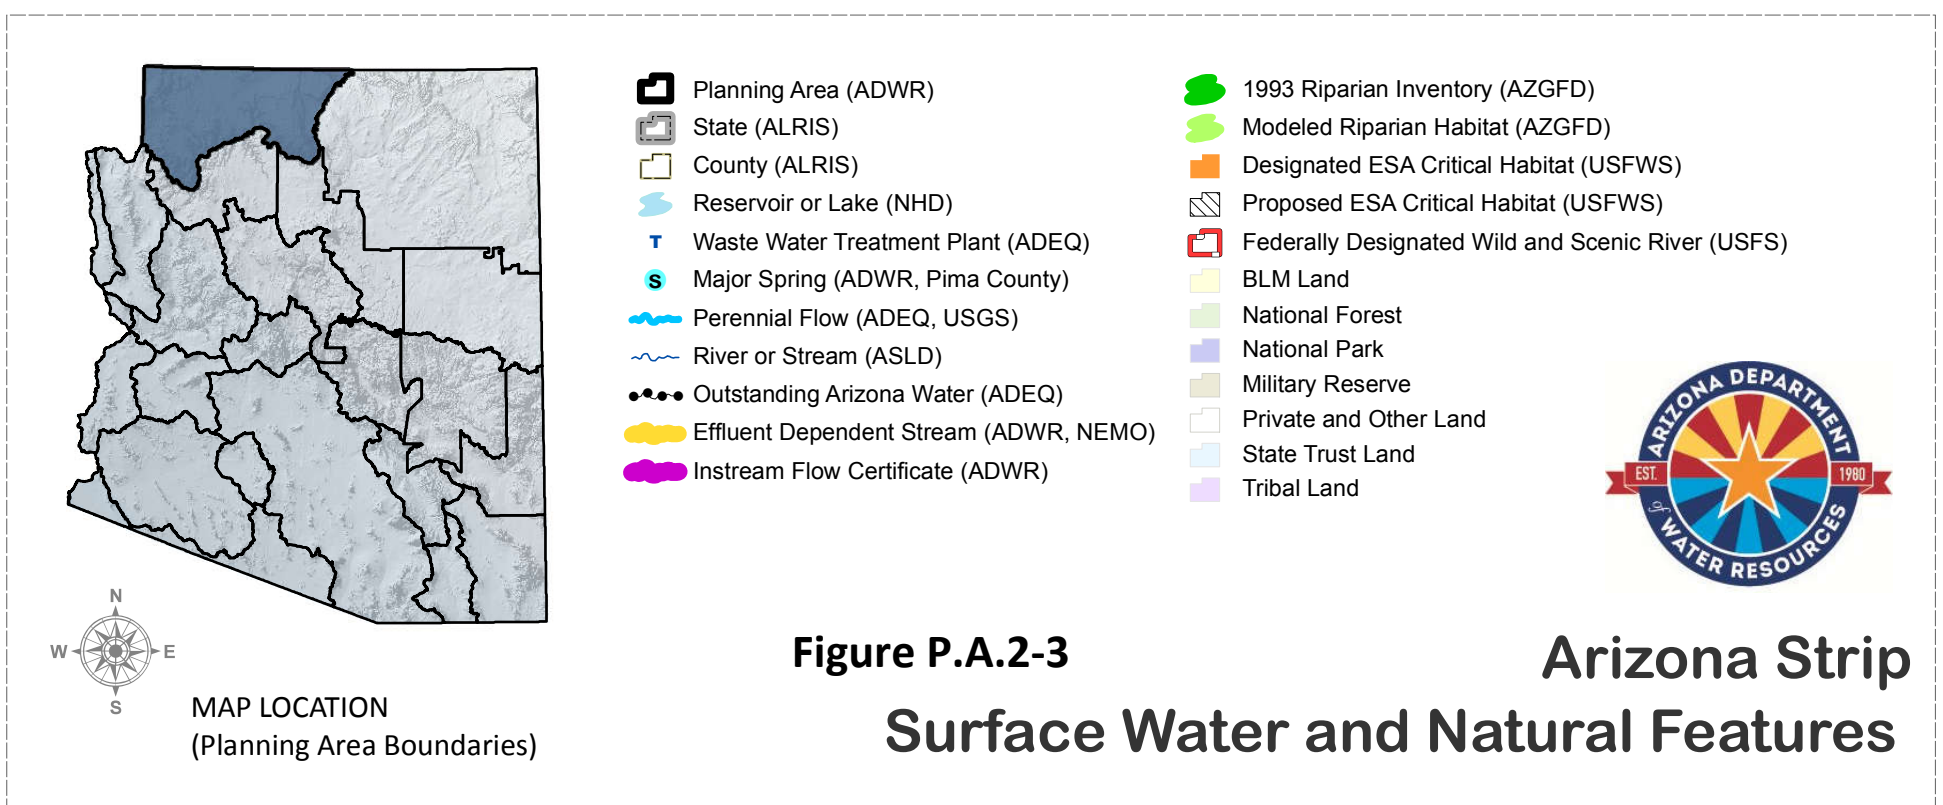 Planning Area (ADWR)
State (ALRIS)
County (ALRIS)
Reservoir or Lake (NHD)
T Waste Water Treatment Plant (ADEQ)
S Major Spring (ADWR, Pima County)
Perennial Flow (ADEQ, USGS)
River or Stream (ASLD)
Outstanding Arizona Water (ADEQ)
Effluent Dependent Stream (ADWR, NEMO)
Instream Flow Certificate (ADWR)
1993 Riparian Inventory (AZGFD)
Modeled Riparian Habitat (AZGFD)
Designated ESA Critical Habitat (USFWS)
Proposed ESA Critical Habitat (USFWS)
Federally Designated Wild and Scenic River (USFS)
BLM Land
National Forest
National Park
Military Reserve
Private and Other Land
State Trust Land
Tribal Land
ARIZONA DEPARTMENT
EST. 1980
of WATER RESOURCES
N
W E
S
MAP LOCATION
(Planning Area Boundaries)
Figure P.A.2-3
Arizona Strip
Surface Water and Natural Features